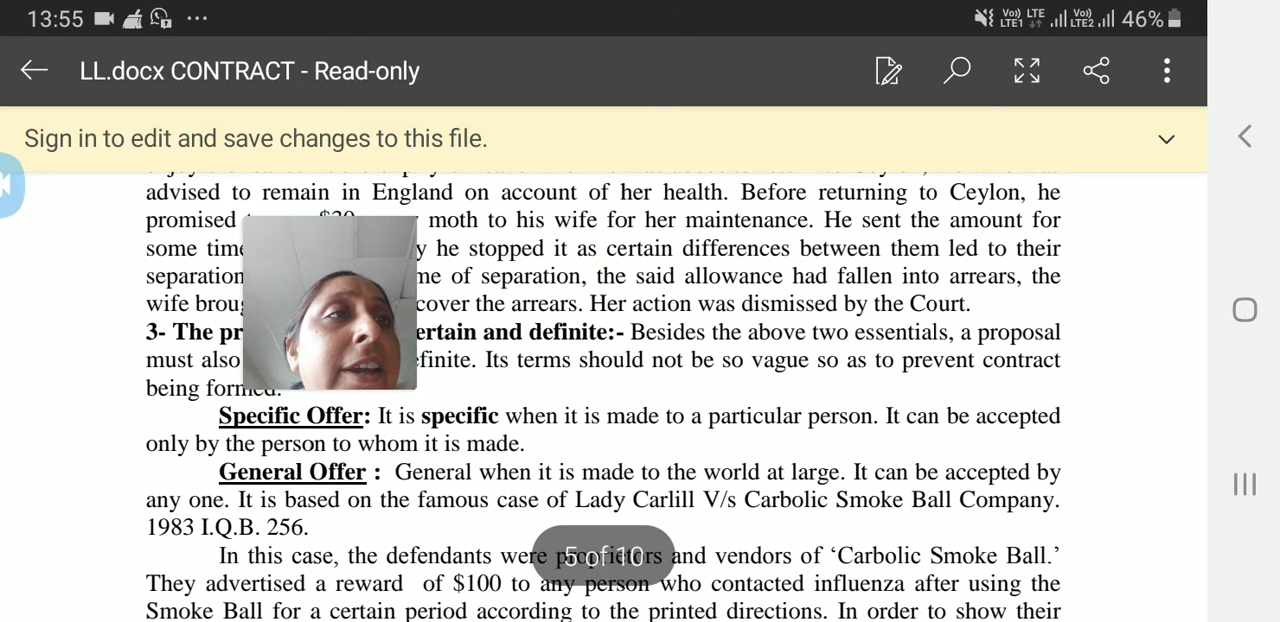 13:55 ... Vo)) LTE LTE1 Vo)) LTE2 46%
LL.docx CONTRACT - Read-only
Sign in to edit and save changes to this file.
advised to remain in England on account of her health. Before returning to Ceylon, he
promised moth to his wife for her maintenance. He sent the amount for
some time y he stopped it as certain differences between them led to their
separation me of separation, the said allowance had fallen into arrears, the
wife broug cover the arrears. Her action was dismissed by the Court.
3- The pr ertain and definite:- Besides the above two essentials, a proposal
must also efinite. Its terms should not be so vague so as to prevent contract
being formed.
Specific Offer: It is specific when it is made to a particular person. It can be accepted
only by the person to whom it is made.
General Offer : General when it is made to the world at large. It can be accepted by
any one. It is based on the famous case of Lady Carlill V/s Carbolic Smoke Ball Company.
1983 I.Q.B. 256.
5 of 10
In this case, the defendants were proprietors and vendors of ‘Carbolic Smoke Ball.’
They advertised a reward of $100 to any person who contacted influenza after using the
Smoke Ball for a certain period according to the printed directions. In order to show their